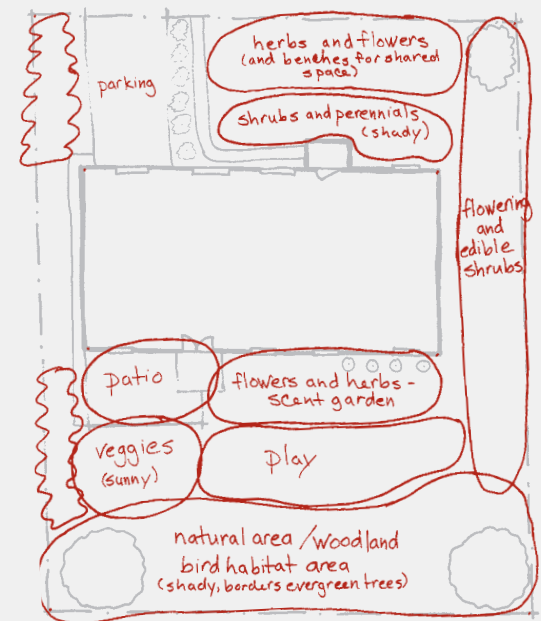 herbs and flowers
(and benches for shared
space)
parking
shrubs and perennials
(shady)
flowering
and
edible
shrubs
patio
flowers and herbs -
scent garden
veggies
(sunny)
play
natural area / woodland
bird habitat area
(shady, borders evergreen trees)